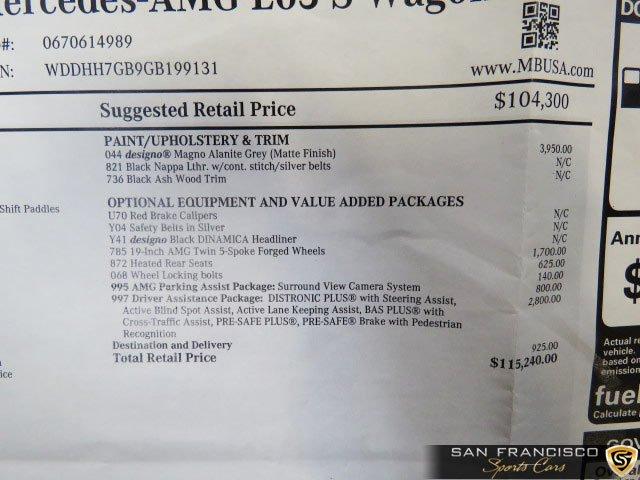 Mercedes-AMG E63 S Wagon
#: 0670614989
N: WDDHH7GB9GB199131
www.MBUSA.com
Suggested Retail Price $104,300
PAINT/UPHOLSTERY & TRIM
044 designo® Magno Alanite Grey (Matte Finish) 3,950.00
821 Black Nappa Lthr. w/cont. stitch/silver belts N/C
736 Black Ash Wood Trim N/C
Shift Paddles
OPTIONAL EQUIPMENT AND VALUE ADDED PACKAGES
U70 Red Brake Calipers N/C
Y04 Safety Belts in Silver N/C
Y41 designo Black DINAMICA Headliner N/C
785 19-Inch AMG Twin 5-Spoke Forged Wheels 1,700.00
872 Heated Rear Seats 625.00
068 Wheel Locking bolts 140.00
995 AMG Parking Assist Package: Surround View Camera System 800.00
997 Driver Assistance Package: DISTRONIC PLUS® with Steering Assist, 2,800.00
Active Blind Spot Assist, Active Lane Keeping Assist, BAS PLUS® with
Cross-Traffic Assist, PRE-SAFE PLUS®, PRE-SAFE® Brake with Pedestrian
Recognition
Destination and Delivery 925.00
Total Retail Price $115,240.00
ice
DO
Ann
$
Actual re
vehicle.
based on
emission
fuel
Calculate
GOV
SAN FRANCISCO
Sports Cars